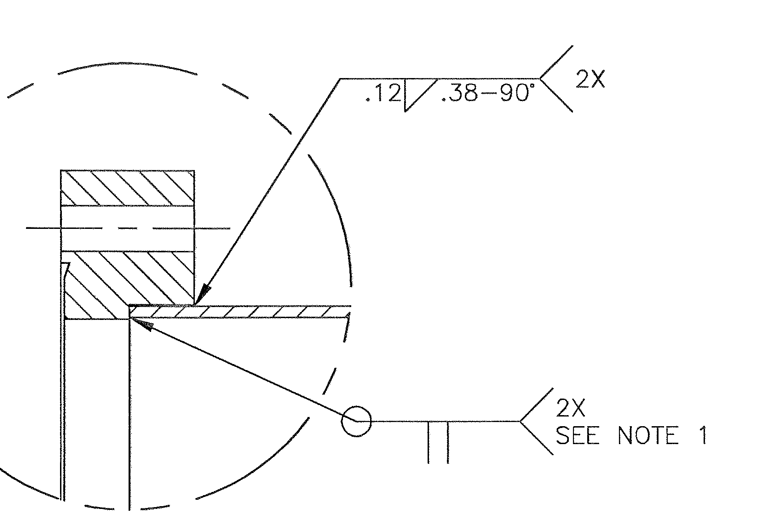 .12 .38-90° 2X
2X
SEE NOTE 1